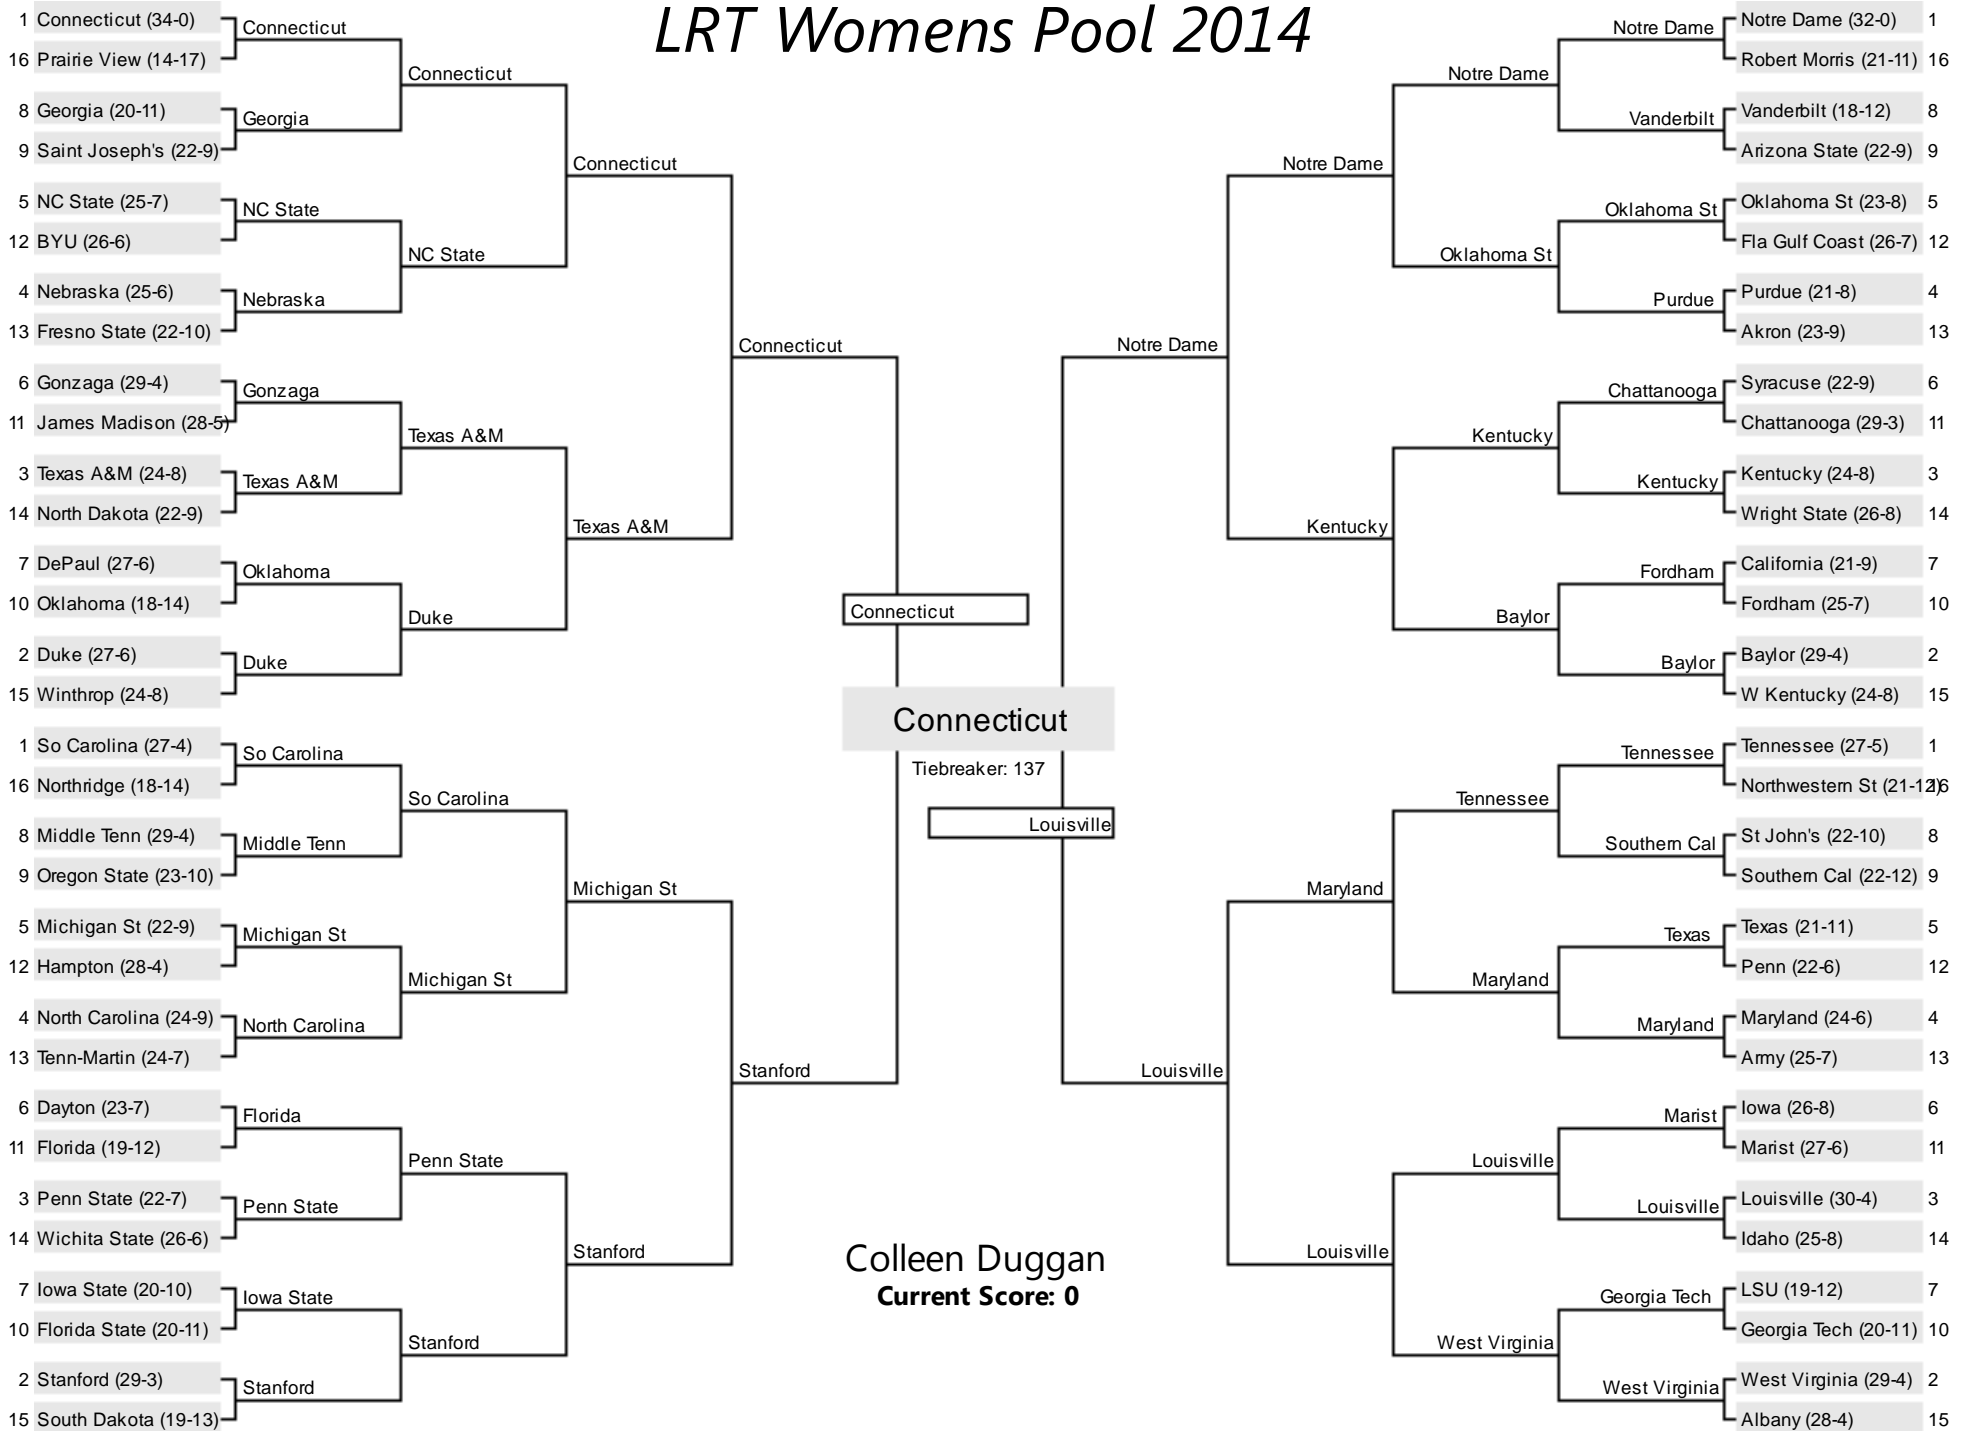 LRT Womens Pool 2014
1 Connecticut (34-0)
16 Prairie View (14-17)
8 Georgia (20-11)
9 Saint Joseph's (22-9)
5 NC State (25-7)
12 BYU (26-6)
4 Nebraska (25-6)
13 Fresno State (22-10)
6 Gonzaga (29-4)
11 James Madison (28-5)
3 Texas A&M (24-8)
14 North Dakota (22-9)
7 DePaul (27-6)
10 Oklahoma (18-14)
2 Duke (27-6)
15 Winthrop (24-8)
1 So Carolina (27-4)
16 Northridge (18-14)
8 Middle Tenn (29-4)
9 Oregon State (23-10)
5 Michigan St (22-9)
12 Hampton (28-4)
4 North Carolina (24-9)
13 Tenn-Martin (24-7)
6 Dayton (23-7)
11 Florida (19-12)
3 Penn State (22-7)
14 Wichita State (26-6)
7 Iowa State (20-10)
10 Florida State (20-11)
2 Stanford (29-3)
15 South Dakota (19-13)
Connecticut
Georgia
NC State
Nebraska
Gonzaga
Texas A&M
Oklahoma
Duke
So Carolina
Middle Tenn
Michigan St
North Carolina
Florida
Penn State
Iowa State
Stanford
Connecticut
NC State
Texas A&M
Duke
So Carolina
Michigan St
Penn State
Stanford
Connecticut
Texas A&M
Michigan St
Stanford
Connecticut
Stanford
Connecticut
Connecticut
Tiebreaker: 137
Louisville
Colleen Duggan
Current Score: 0
Notre Dame
Louisville
Notre Dame
Kentucky
Maryland
Louisville
Notre Dame
Oklahoma St
Kentucky
Baylor
Tennessee
Maryland
Louisville
West Virginia
Notre Dame
Vanderbilt
Oklahoma St
Purdue
Chattanooga
Kentucky
Fordham
Baylor
Tennessee
Southern Cal
Texas
Maryland
Marist
Louisville
Georgia Tech
West Virginia
Notre Dame (32-0) 1
Robert Morris (21-11) 16
Vanderbilt (18-12) 8
Arizona State (22-9) 9
Oklahoma St (23-8) 5
Fla Gulf Coast (26-7) 12
Purdue (21-8) 4
Akron (23-9) 13
Syracuse (22-9) 6
Chattanooga (29-3) 11
Kentucky (24-8) 3
Wright State (26-8) 14
California (21-9) 7
Fordham (25-7) 10
Baylor (29-4) 2
W Kentucky (24-8) 15
Tennessee (27-5) 1
Northwestern St (21-12) 16
St John's (22-10) 8
Southern Cal (22-12) 9
Texas (21-11) 5
Penn (22-6) 12
Maryland (24-6) 4
Army (25-7) 13
Iowa (26-8) 6
Marist (27-6) 11
Louisville (30-4) 3
Idaho (25-8) 14
LSU (19-12) 7
Georgia Tech (20-11) 10
West Virginia (29-4) 2
Albany (28-4) 15